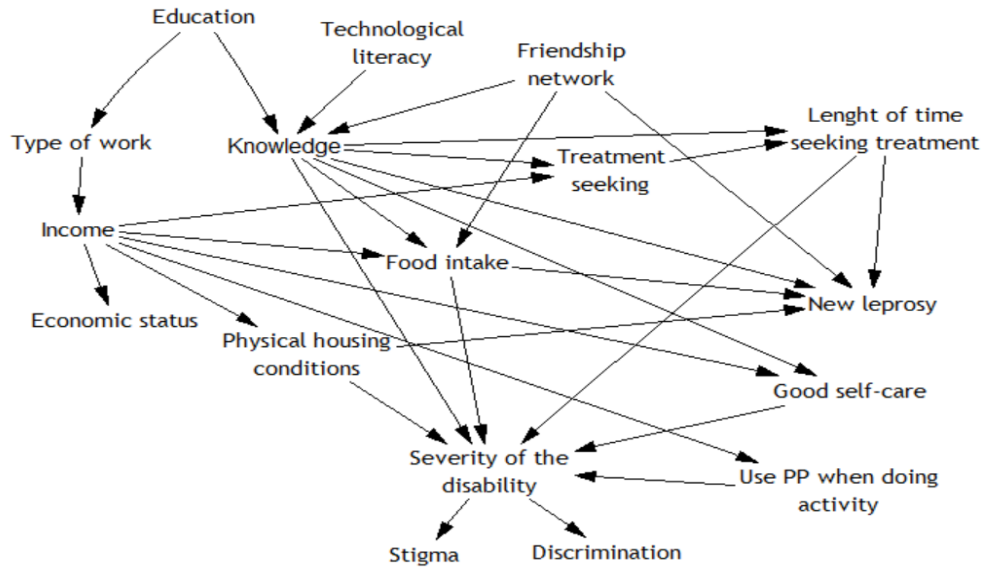 Education
Technological
literacy
Friendship
network
Lenght of time
seeking treatment
Type of work
Knowledge
Treatment
seeking
Income
Food intake
New leprosy
Economic status
Physical housing
conditions
Good self-care
Severity of the
disability
Use PP when doing
activity
Stigma
Discrimination